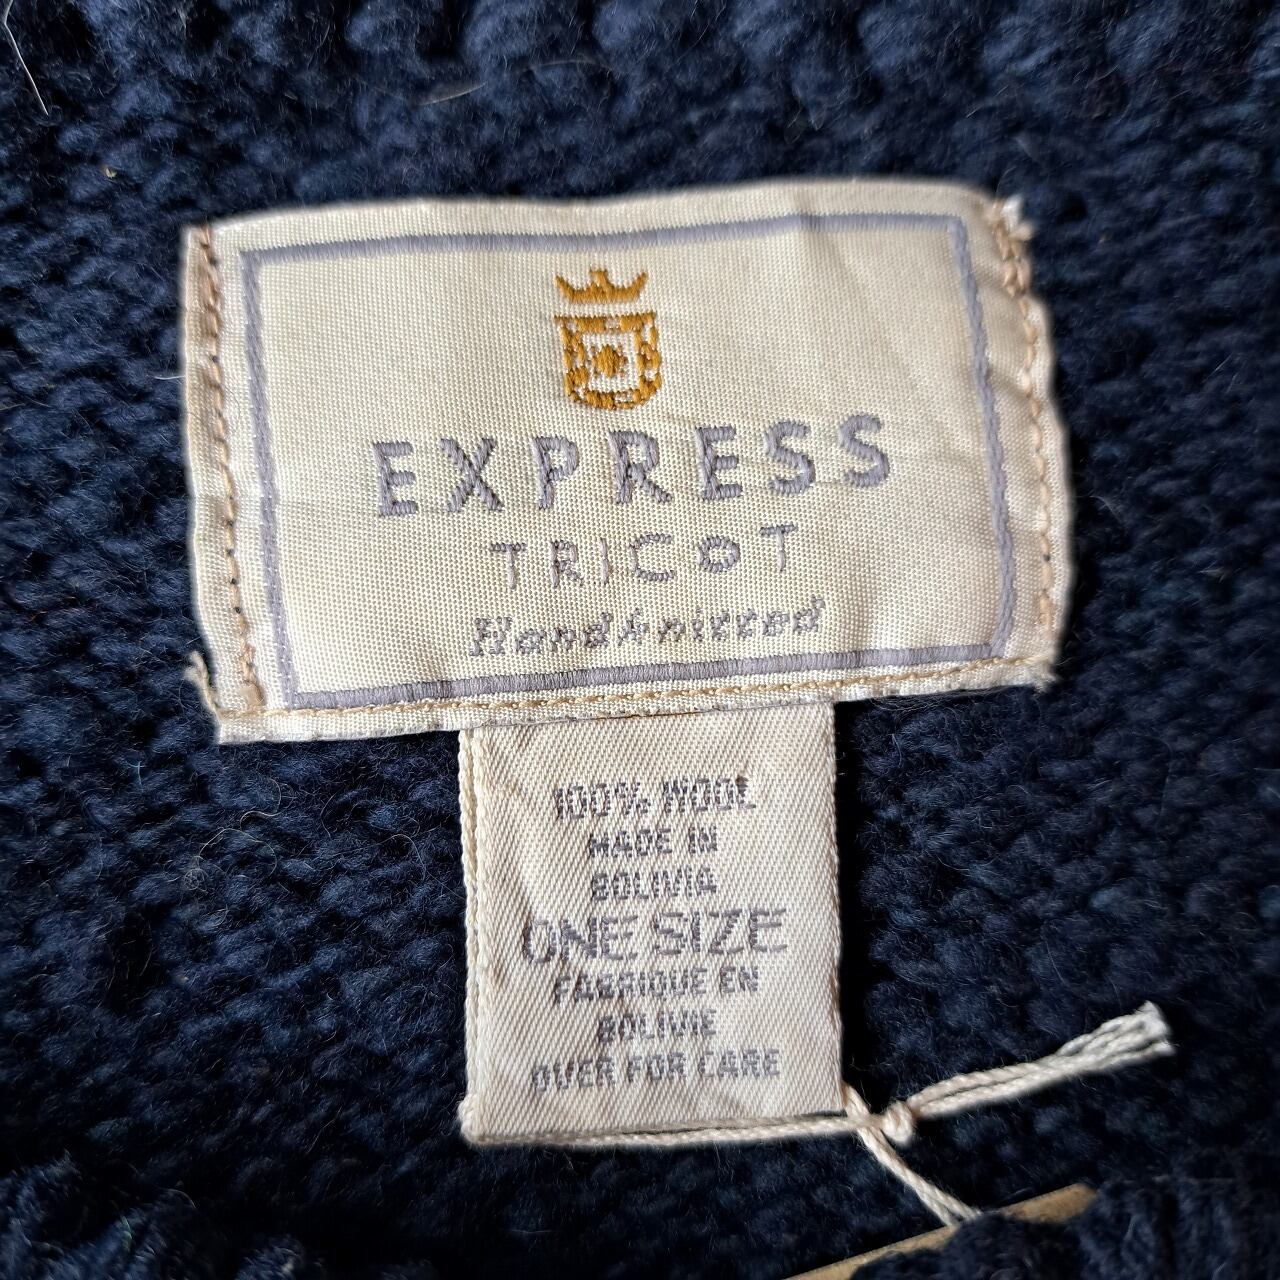 EXPRESS
TRICOT
Handknitted
100% WOOL
MADE IN
BOLIVIA
ONE SIZE
FABRIQUE EN
BOLIVIE
OVER FOR CARE